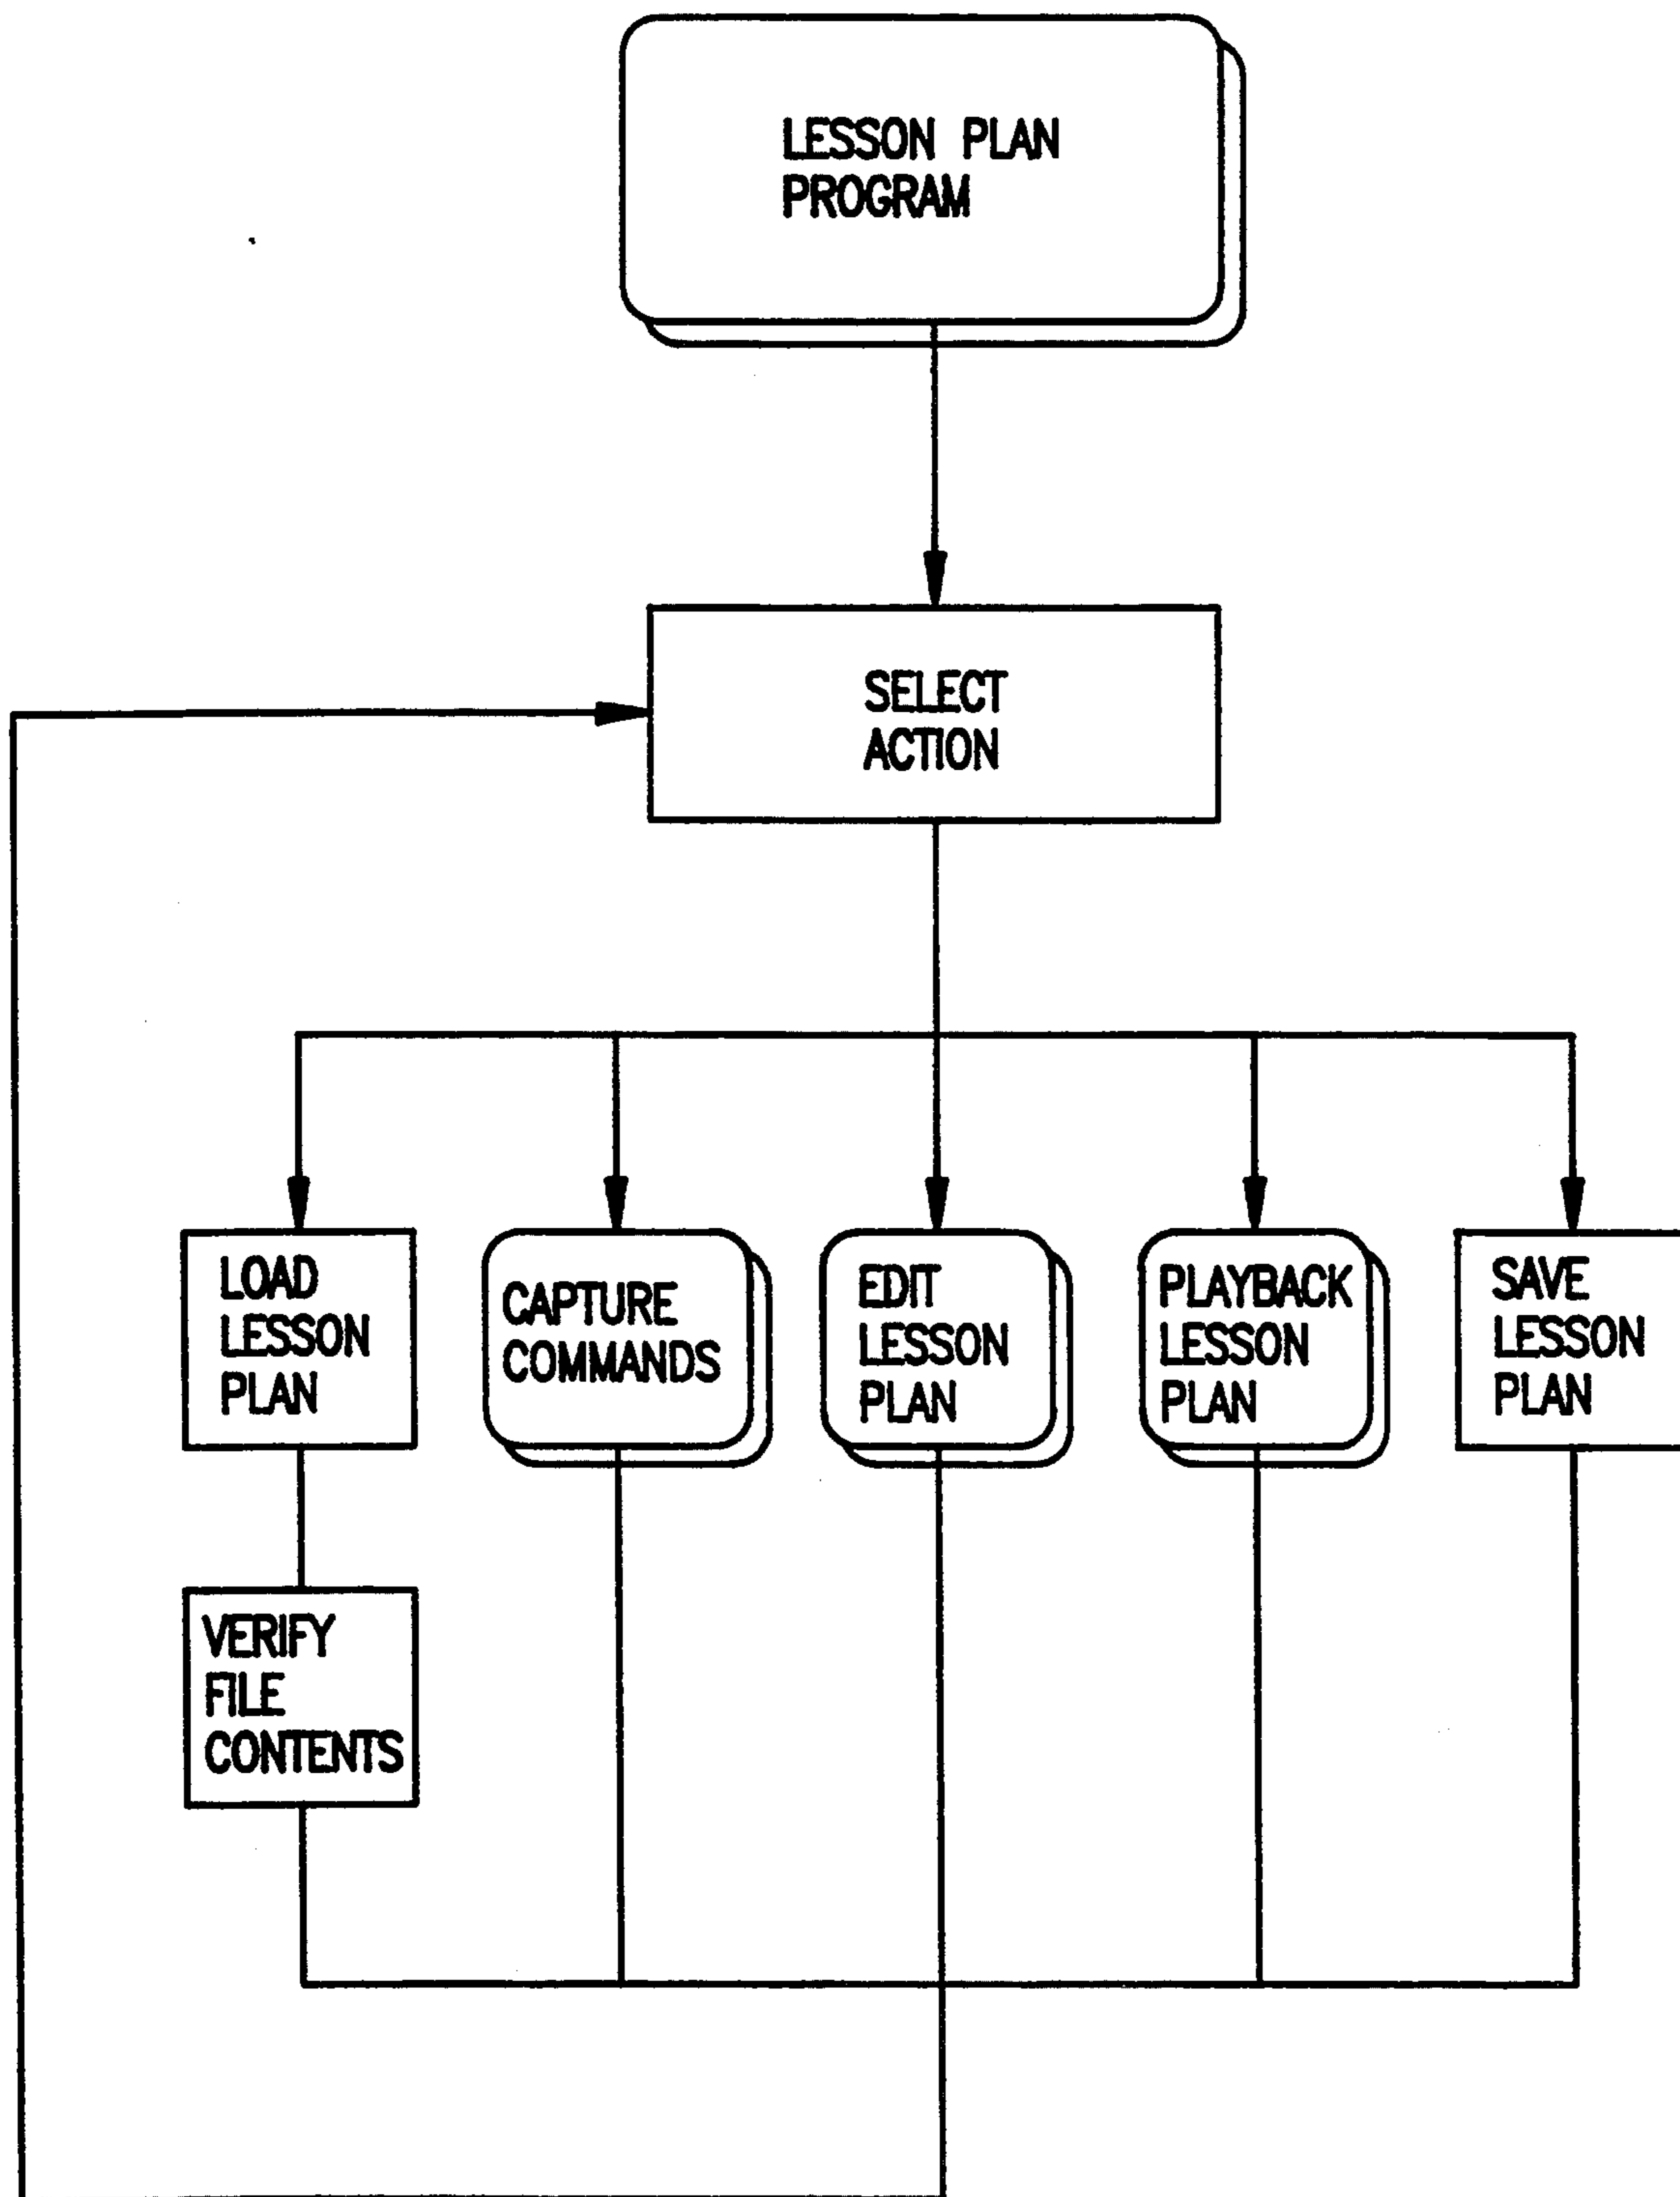 LESSON PLAN
PROGRAM
SELECT
ACTION
LOAD
LESSON
PLAN
CAPTURE
COMMANDS
EDIT
LESSON
PLAN
PLAYBACK
LESSON
PLAN
SAVE
LESSON
PLAN
VERIFY
FILE
CONTENTS